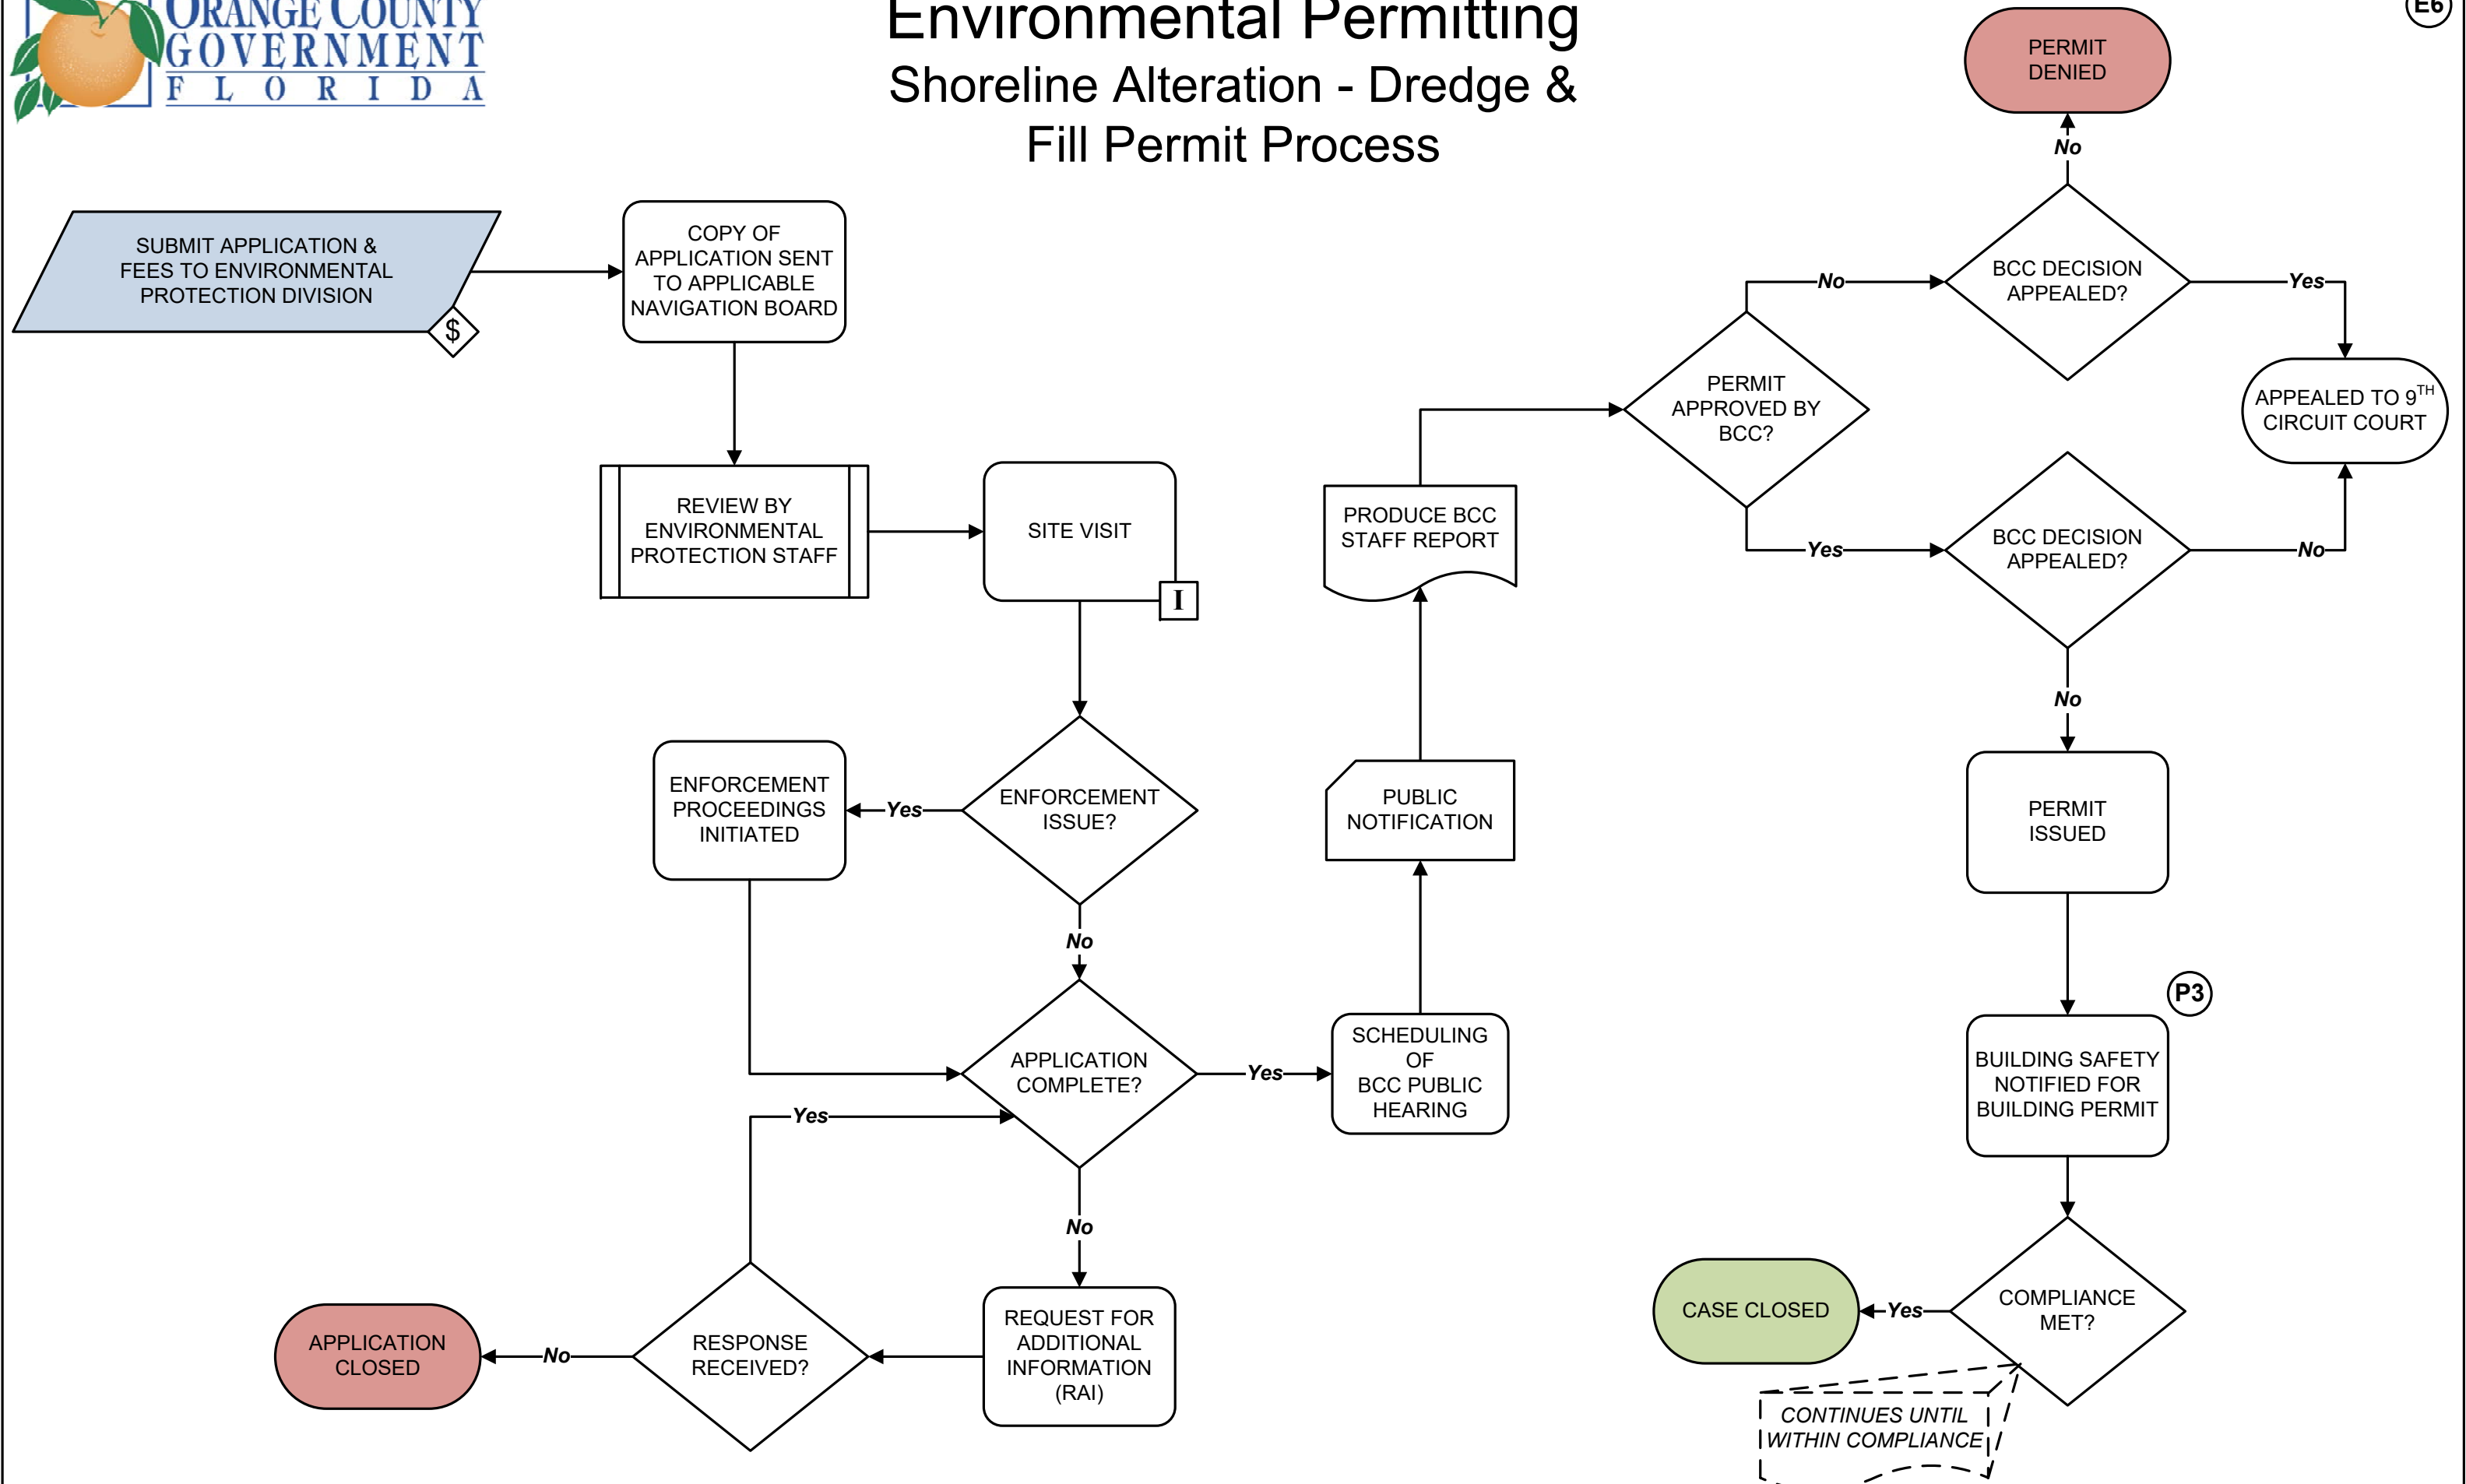 ORANGE COUNTY
GOVERNMENT
FLORIDA
Environmental Permitting
Shoreline Alteration - Dredge &
Fill Permit Process
E6
SUBMIT APPLICATION &
FEES TO ENVIRONMENTAL
PROTECTION DIVISION
$
COPY OF
APPLICATION SENT
TO APPLICABLE
NAVIGATION BOARD
REVIEW BY
ENVIRONMENTAL
PROTECTION STAFF
SITE VISIT
I
ENFORCEMENT
ISSUE?
Yes
ENFORCEMENT
PROCEEDINGS
INITIATED
No
APPLICATION
COMPLETE?
Yes
No
REQUEST FOR
ADDITIONAL
INFORMATION
(RAI)
RESPONSE
RECEIVED?
Yes
No
APPLICATION
CLOSED
SCHEDULING
OF
BCC PUBLIC
HEARING
PUBLIC
NOTIFICATION
PRODUCE BCC
STAFF REPORT
PERMIT
APPROVED BY
BCC?
No
BCC DECISION
APPEALED?
No
PERMIT
DENIED
Yes
APPEALED TO 9TH
CIRCUIT COURT
Yes
BCC DECISION
APPEALED?
No
No
PERMIT
ISSUED
P3
BUILDING SAFETY
NOTIFIED FOR
BUILDING PERMIT
COMPLIANCE
MET?
Yes
CASE CLOSED
CONTINUES UNTIL
WITHIN COMPLIANCE